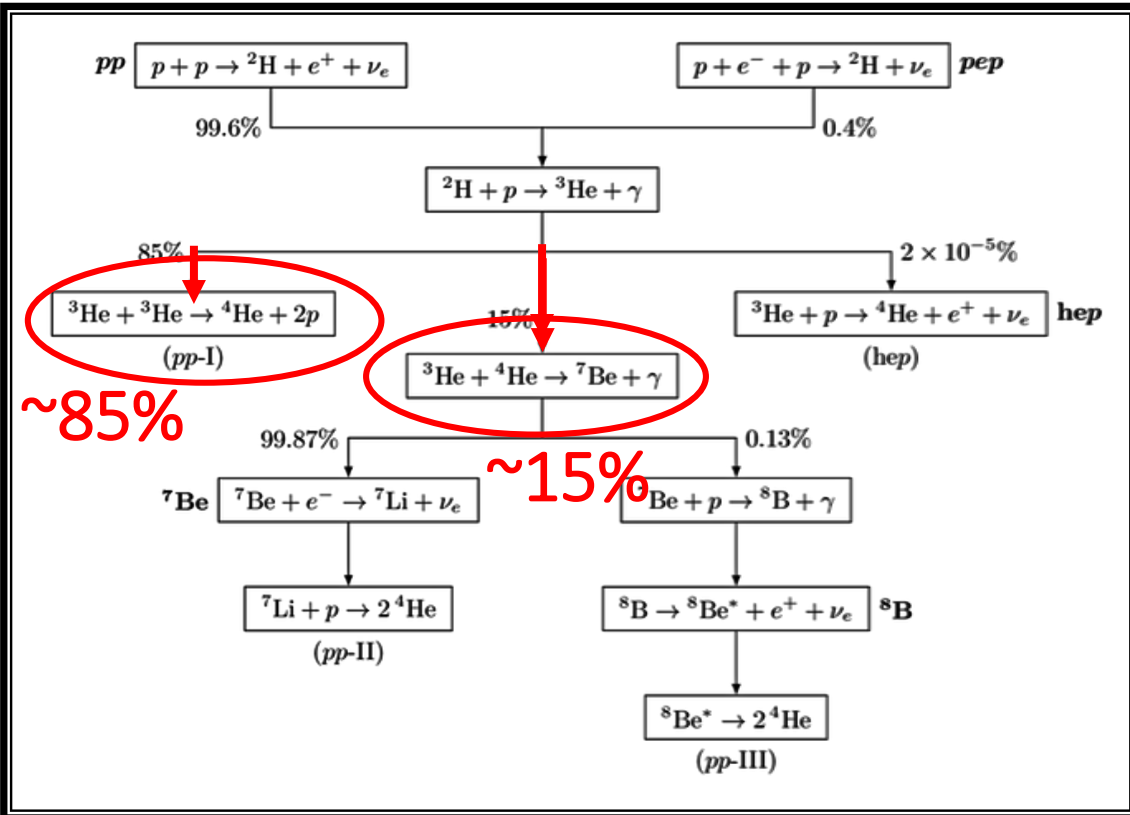 pp p + p → ²H + e⁺ + νₑ
p + e⁻ + p → ²H + νₑ pep
99.6%
0.4%
²H + p → ³He + γ
85%
2 × 10⁻⁵%
³He + ³He → ⁴He + 2p
15%
³He + p → ⁴He + e⁺ + νₑ hep
(pp-I)
(hep)
³He + ⁴He → ⁷Be + γ
~85%
99.87%
0.13%
~15%
⁷Be ⁷Be + e⁻ → ⁷Li + νₑ
Be + p → ⁸B + γ
⁷Li + p → 2 ⁴He
⁸B → ⁸Be* + e⁺ + νₑ ⁸B
(pp-II)
⁸Be* → 2 ⁴He
(pp-III)